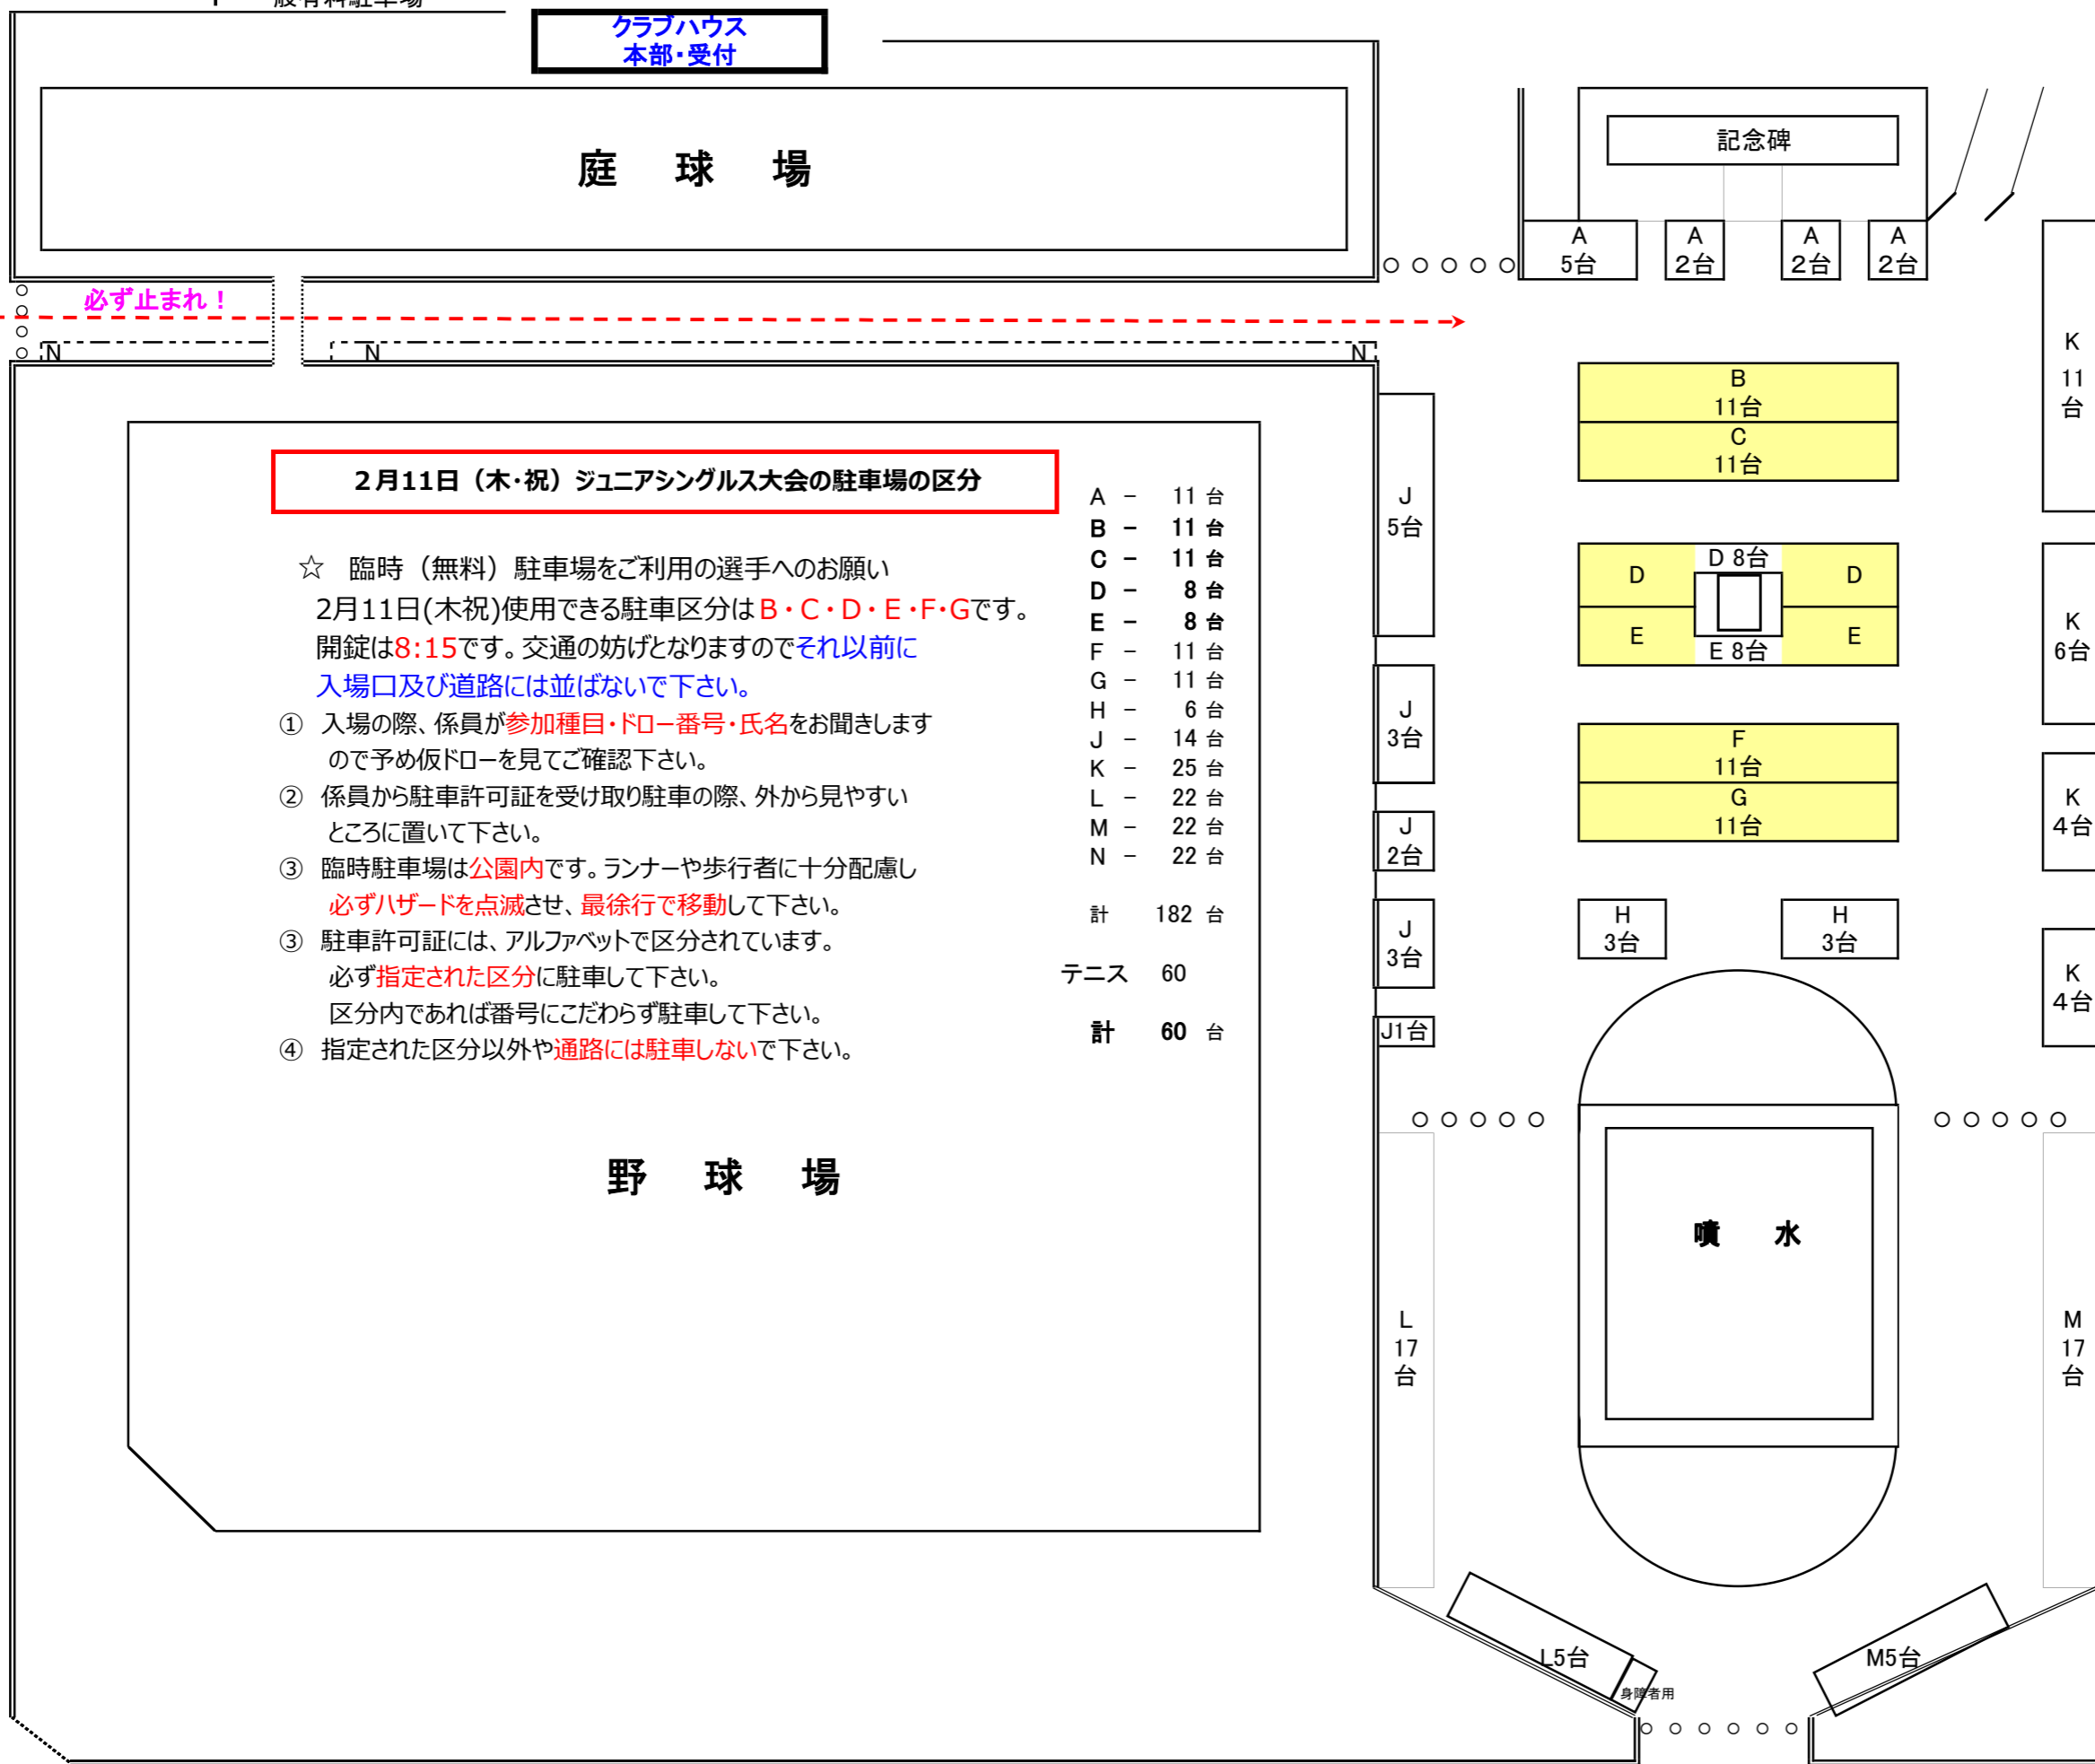 一般有料駐車場
クラブハウス
本部・受付
庭 球 場
記念碑
A
5台
A
2台
A
2台
A
2台
必ず止まれ！
N
N
N
K
11
台
B
11台
C
11台
２月11日（木・祝）ジュニアシングルス大会の駐車場の区分
☆ 臨時（無料）駐車場をご利用の選手へのお願い
2月11日(木祝)使用できる駐車区分はB・C・D・E・F・Gです。
開錠は8:15です。交通の妨げとなりますのでそれ以前に
入場口及び道路には並ばないで下さい。
① 入場の際、係員が参加種目・ドロー番号・氏名をお聞きします
ので予め仮ドローを見てご確認下さい。
② 係員から駐車許可証を受け取り駐車の際、外から見やすい
ところに置いて下さい。
③ 臨時駐車場は公園内です。ランナーや歩行者に十分配慮し
必ずハザードを点滅させ、最徐行で移動して下さい。
③ 駐車許可証には、アルファベットで区分されています。
必ず指定された区分に駐車して下さい。
区分内であれば番号にこだわらず駐車して下さい。
④ 指定された区分以外や通路には駐車しないで下さい。
A － 11 台
B － 11 台
C － 11 台
D － 8 台
E － 8 台
F － 11 台
G － 11 台
H － 6 台
J － 14 台
K － 25 台
L － 22 台
M － 22 台
N － 22 台
計 182 台
テニス 60
計 60 台
野 球 場
J
5台
J
3台
J
2台
J
3台
J1台
D
D 8台
D
E
E 8台
E
F
11台
G
11台
H
3台
H
3台
K
6台
K
4台
K
4台
噴 水
L
17
台
M
17
台
L5台
身障者用
M5台